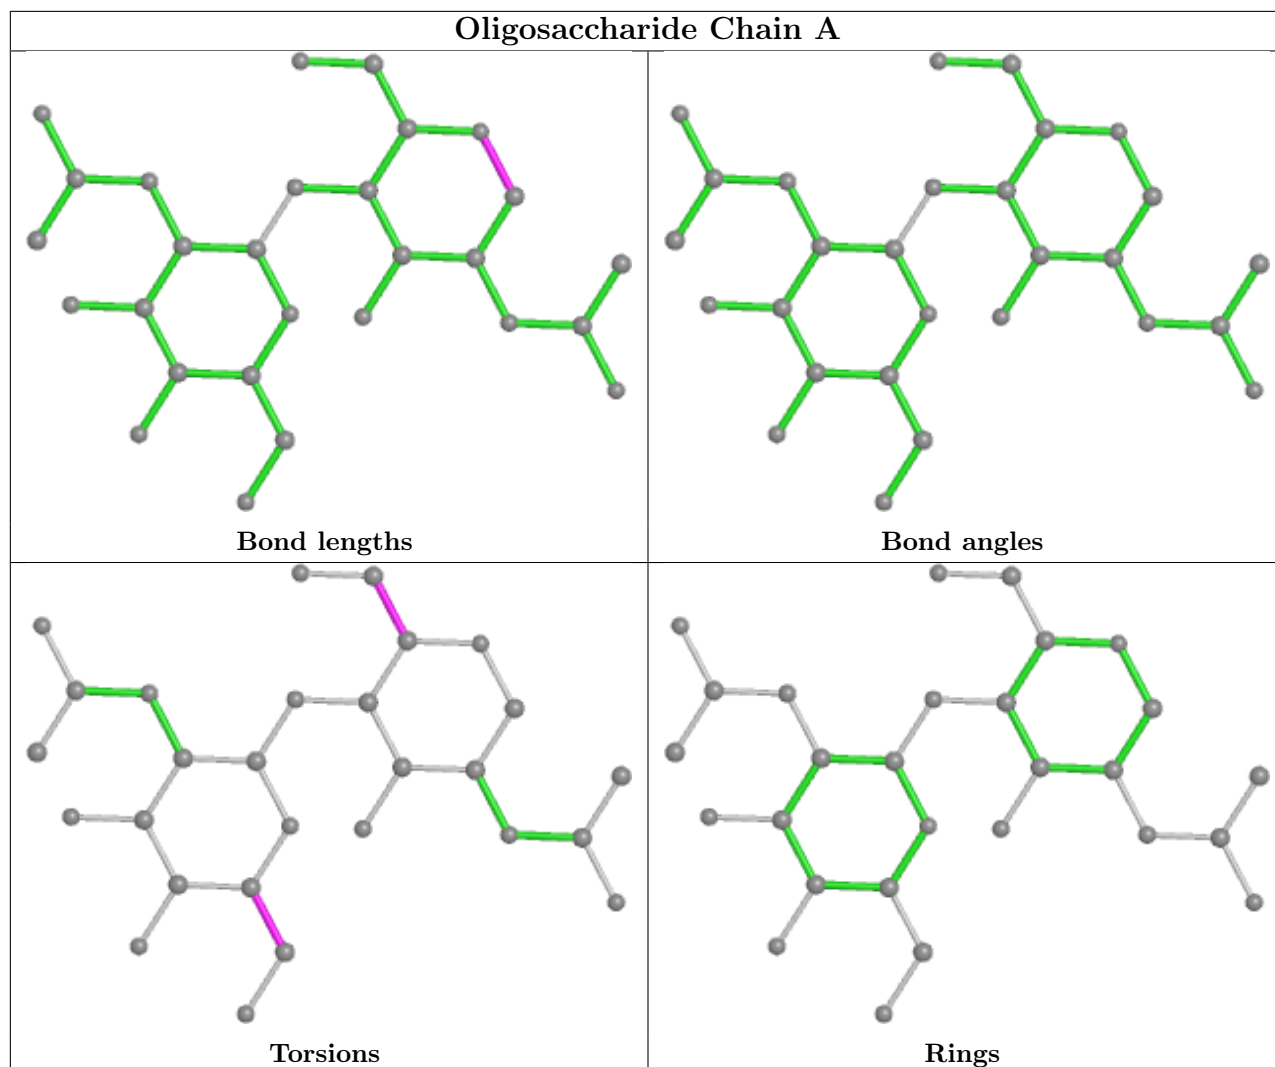 Oligosaccharide Chain A
Bond lengths
Bond angles
Torsions
Rings